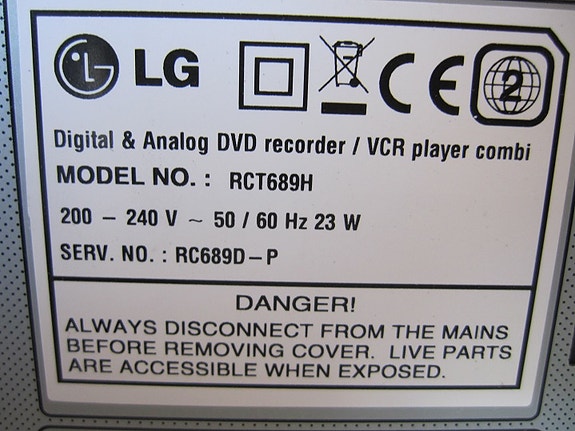 LG CE 2
Digital & Analog DVD recorder / VCR player combi
MODEL NO. : RCT689H
200 – 240 V ~ 50 / 60 Hz 23 W
SERV. NO. : RC689D–P
DANGER!
ALWAYS DISCONNECT FROM THE MAINS
BEFORE REMOVING COVER. LIVE PARTS
ARE ACCESSIBLE WHEN EXPOSED.